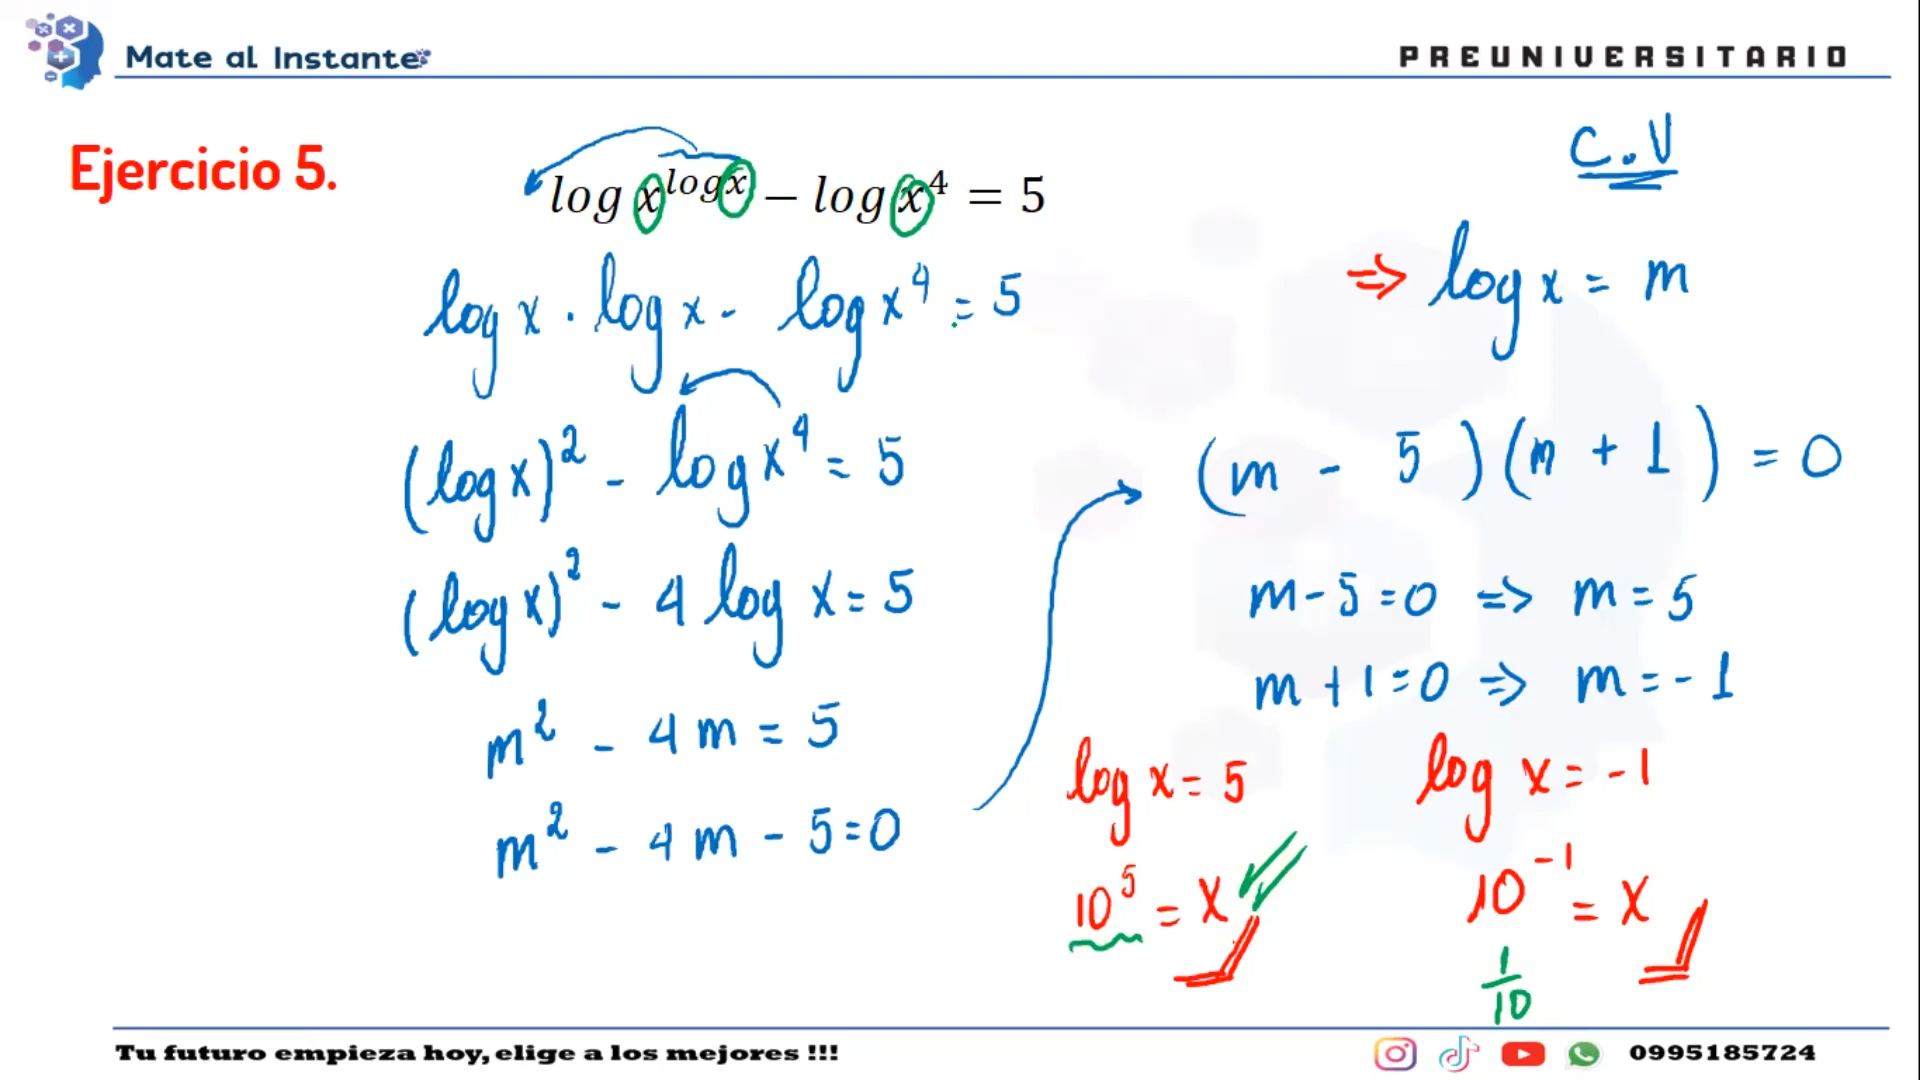 Mate al Instante
PREUNIVERSITARIO
Ejercicio 5.
log x^{log x} − log x^4 = 5
log x . log x - log x^4 = 5
(log x)^2 - log x^4 = 5
(log x)^2 - 4 log x = 5
m^2 - 4m = 5
m^2 - 4m - 5 = 0
C.V
⇒ log x = m
(m - 5)(m + 1) = 0
m - 5 = 0 ⇒ m = 5
m + 1 = 0 ⇒ m = -1
log x = 5
10^5 = x
log x = -1
10^{-1} = x
1/10
Tu futuro empieza hoy, elige a los mejores !!!
0995185724